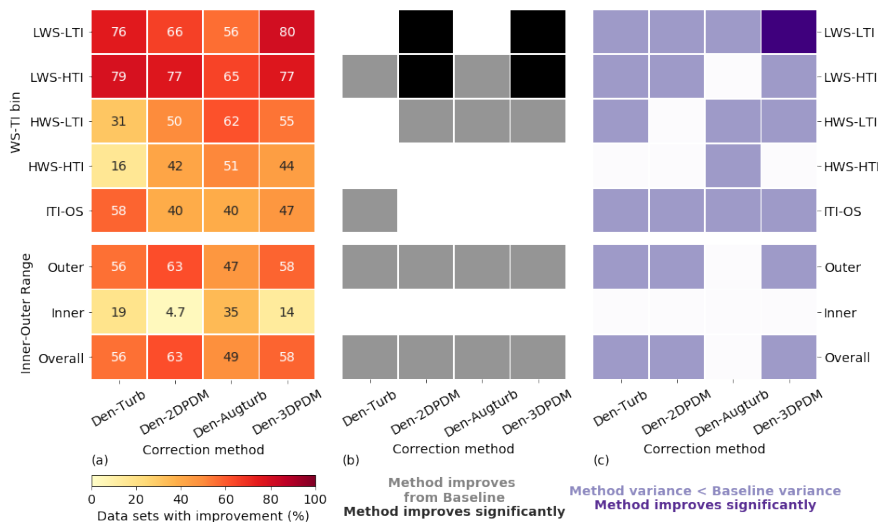 WS-TI bin
LWS-LTI 76 66 56 80 LWS-LTI
LWS-HTI 79 77 65 77 LWS-HTI
HWS-LTI 31 50 62 55 HWS-LTI
HWS-HTI 16 42 51 44 HWS-HTI
ITI-OS 58 40 40 47 ITI-OS
Inner-Outer Range
Outer 56 63 47 58 Outer
Inner 19 4.7 35 14 Inner
Overall 56 63 49 58 Overall
Den-Turb Den-2DPDM Den-Augturb Den-3DPDM
Correction method
(a)
0 20 40 60 80 100
Data sets with improvement (%)
Den-Turb Den-2DPDM Den-Augturb Den-3DPDM
Correction method
(b)
Method improves
from Baseline
Method improves significantly
Den-Turb Den-2DPDM Den-Augturb Den-3DPDM
Correction method
(c)
Method variance < Baseline variance
Method improves significantly